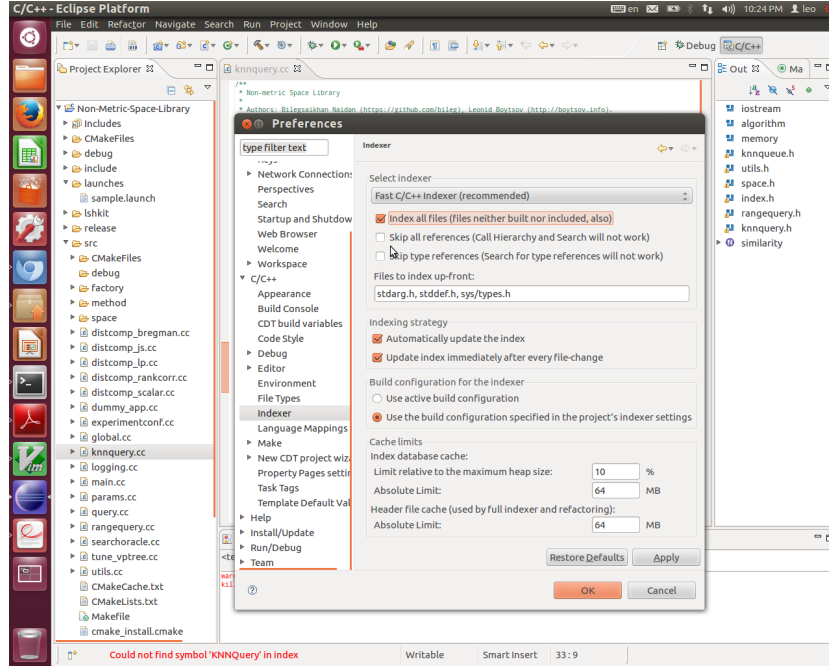 C/C++ - Eclipse Platform
en
10:24 PM
leo
File Edit Refactor Navigate Search Run Project Window Help
Debug
C/C++
Project Explorer
knnquery.cc
Out
Ma
/**
* Non-metric Space Library
*
* Authors: Bilegsaikhan Naidan (https://github.com/bileg), Leonid Boytsov (http://boytsov.info).
Non-Metric-Space-Library
Includes
CMakeFiles
debug
include
launches
sample.launch
lshkit
release
src
CMakeFiles
debug
factory
method
space
distcomp_bregman.cc
distcomp_js.cc
distcomp_lp.cc
distcomp_rankcorr.cc
distcomp_scalar.cc
dummy_app.cc
experimentconf.cc
global.cc
knnquery.cc
logging.cc
main.cc
params.cc
query.cc
rangequery.cc
searchoracle.cc
tune_vptree.cc
utils.cc
CMakeCache.txt
CMakeLists.txt
Makefile
cmake_install.cmake
Preferences
type filter text
Network Connections
Perspectives
Search
Startup and Shutdow
Web Browser
Welcome
Workspace
C/C++
Appearance
Build Console
CDT build variables
Code Style
Debug
Editor
Environment
File Types
Indexer
Language Mappings
Make
New CDT project wiza
Property Pages settin
Task Tags
Template Default Val
Help
Install/Update
Run/Debug
Team
Indexer
Select indexer
Fast C/C++ Indexer (recommended)
Index all files (files neither built nor included, also)
Skip all references (Call Hierarchy and Search will not work)
Skip type references (Search for type references will not work)
Files to index up-front:
stdarg.h, stddef.h, sys/types.h
Indexing strategy
Automatically update the index
Update index immediately after every file-change
Build configuration for the indexer
Use active build configuration
Use the build configuration specified in the project's indexer settings
Cache limits
Index database cache:
Limit relative to the maximum heap size: 10 %
Absolute Limit: 64 MB
Header file cache (used by full indexer and refactoring):
Absolute Limit: 64 MB
Restore Defaults
Apply
OK
Cancel
iostream
algorithm
memory
knnqueue.h
utils.h
space.h
index.h
rangequery.h
knnquery.h
similarity
Could not find symbol 'KNNQuery' in index
Writable
Smart Insert
33 : 9